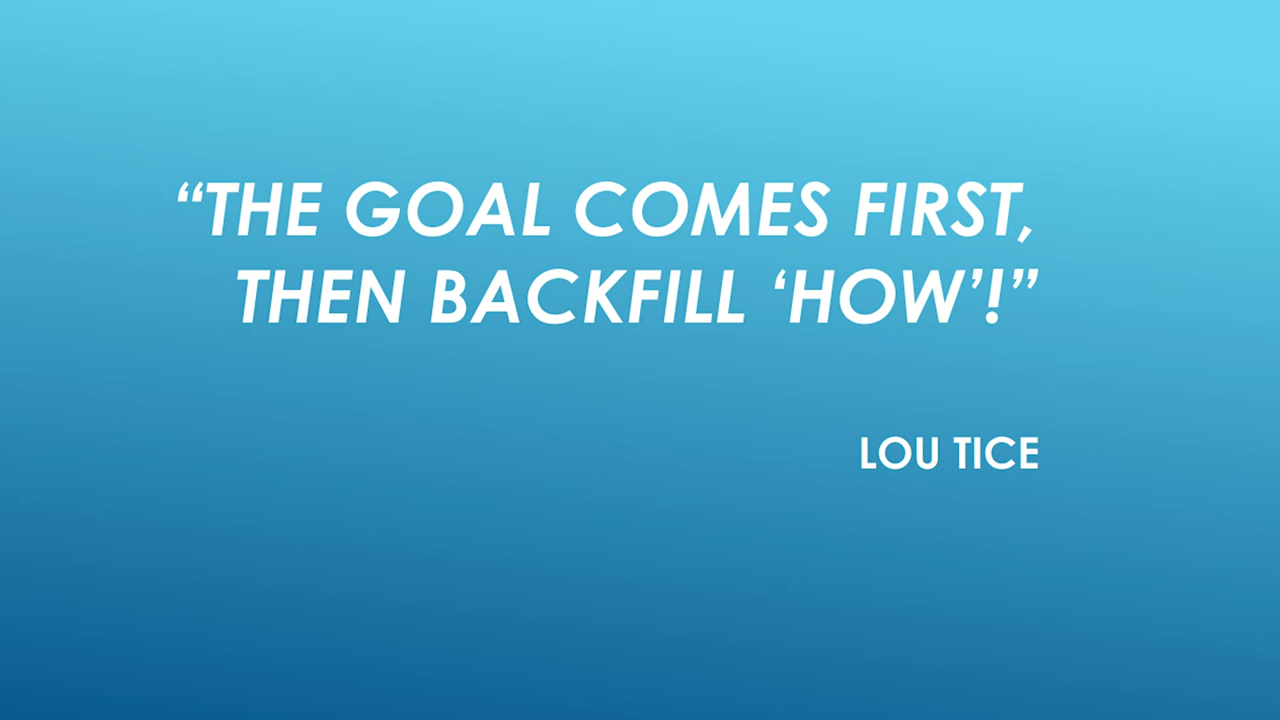 “THE GOAL COMES FIRST,
THEN BACKFILL ‘HOW’!”
LOU TICE